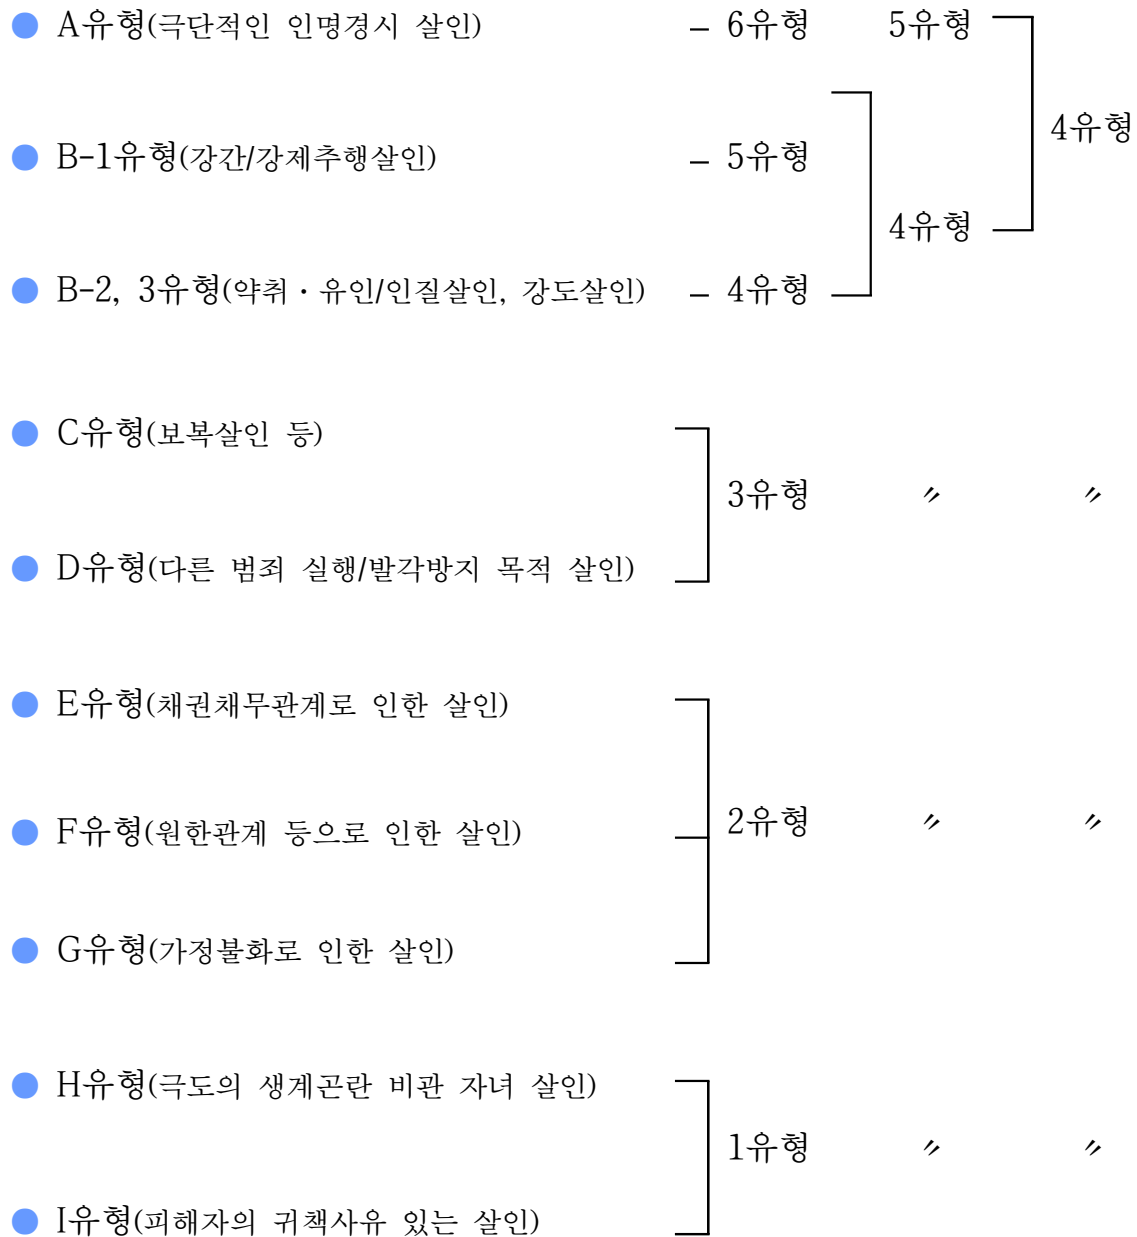 ● A유형(극단적인 인명경시 살인) – 6유형 5유형
4유형
● B-1유형(강간/강제추행살인) – 5유형
4유형
● B-2, 3유형(약취·유인/인질살인, 강도살인) – 4유형
● C유형(보복살인 등)
3유형 〃 〃
● D유형(다른 범죄 실행/발각방지 목적 살인)
● E유형(채권채무관계로 인한 살인)
2유형 〃 〃
● F유형(원한관계 등으로 인한 살인)
● G유형(가정불화로 인한 살인)
● H유형(극도의 생계곤란 비관 자녀 살인)
1유형 〃 〃
● I유형(피해자의 귀책사유 있는 살인)